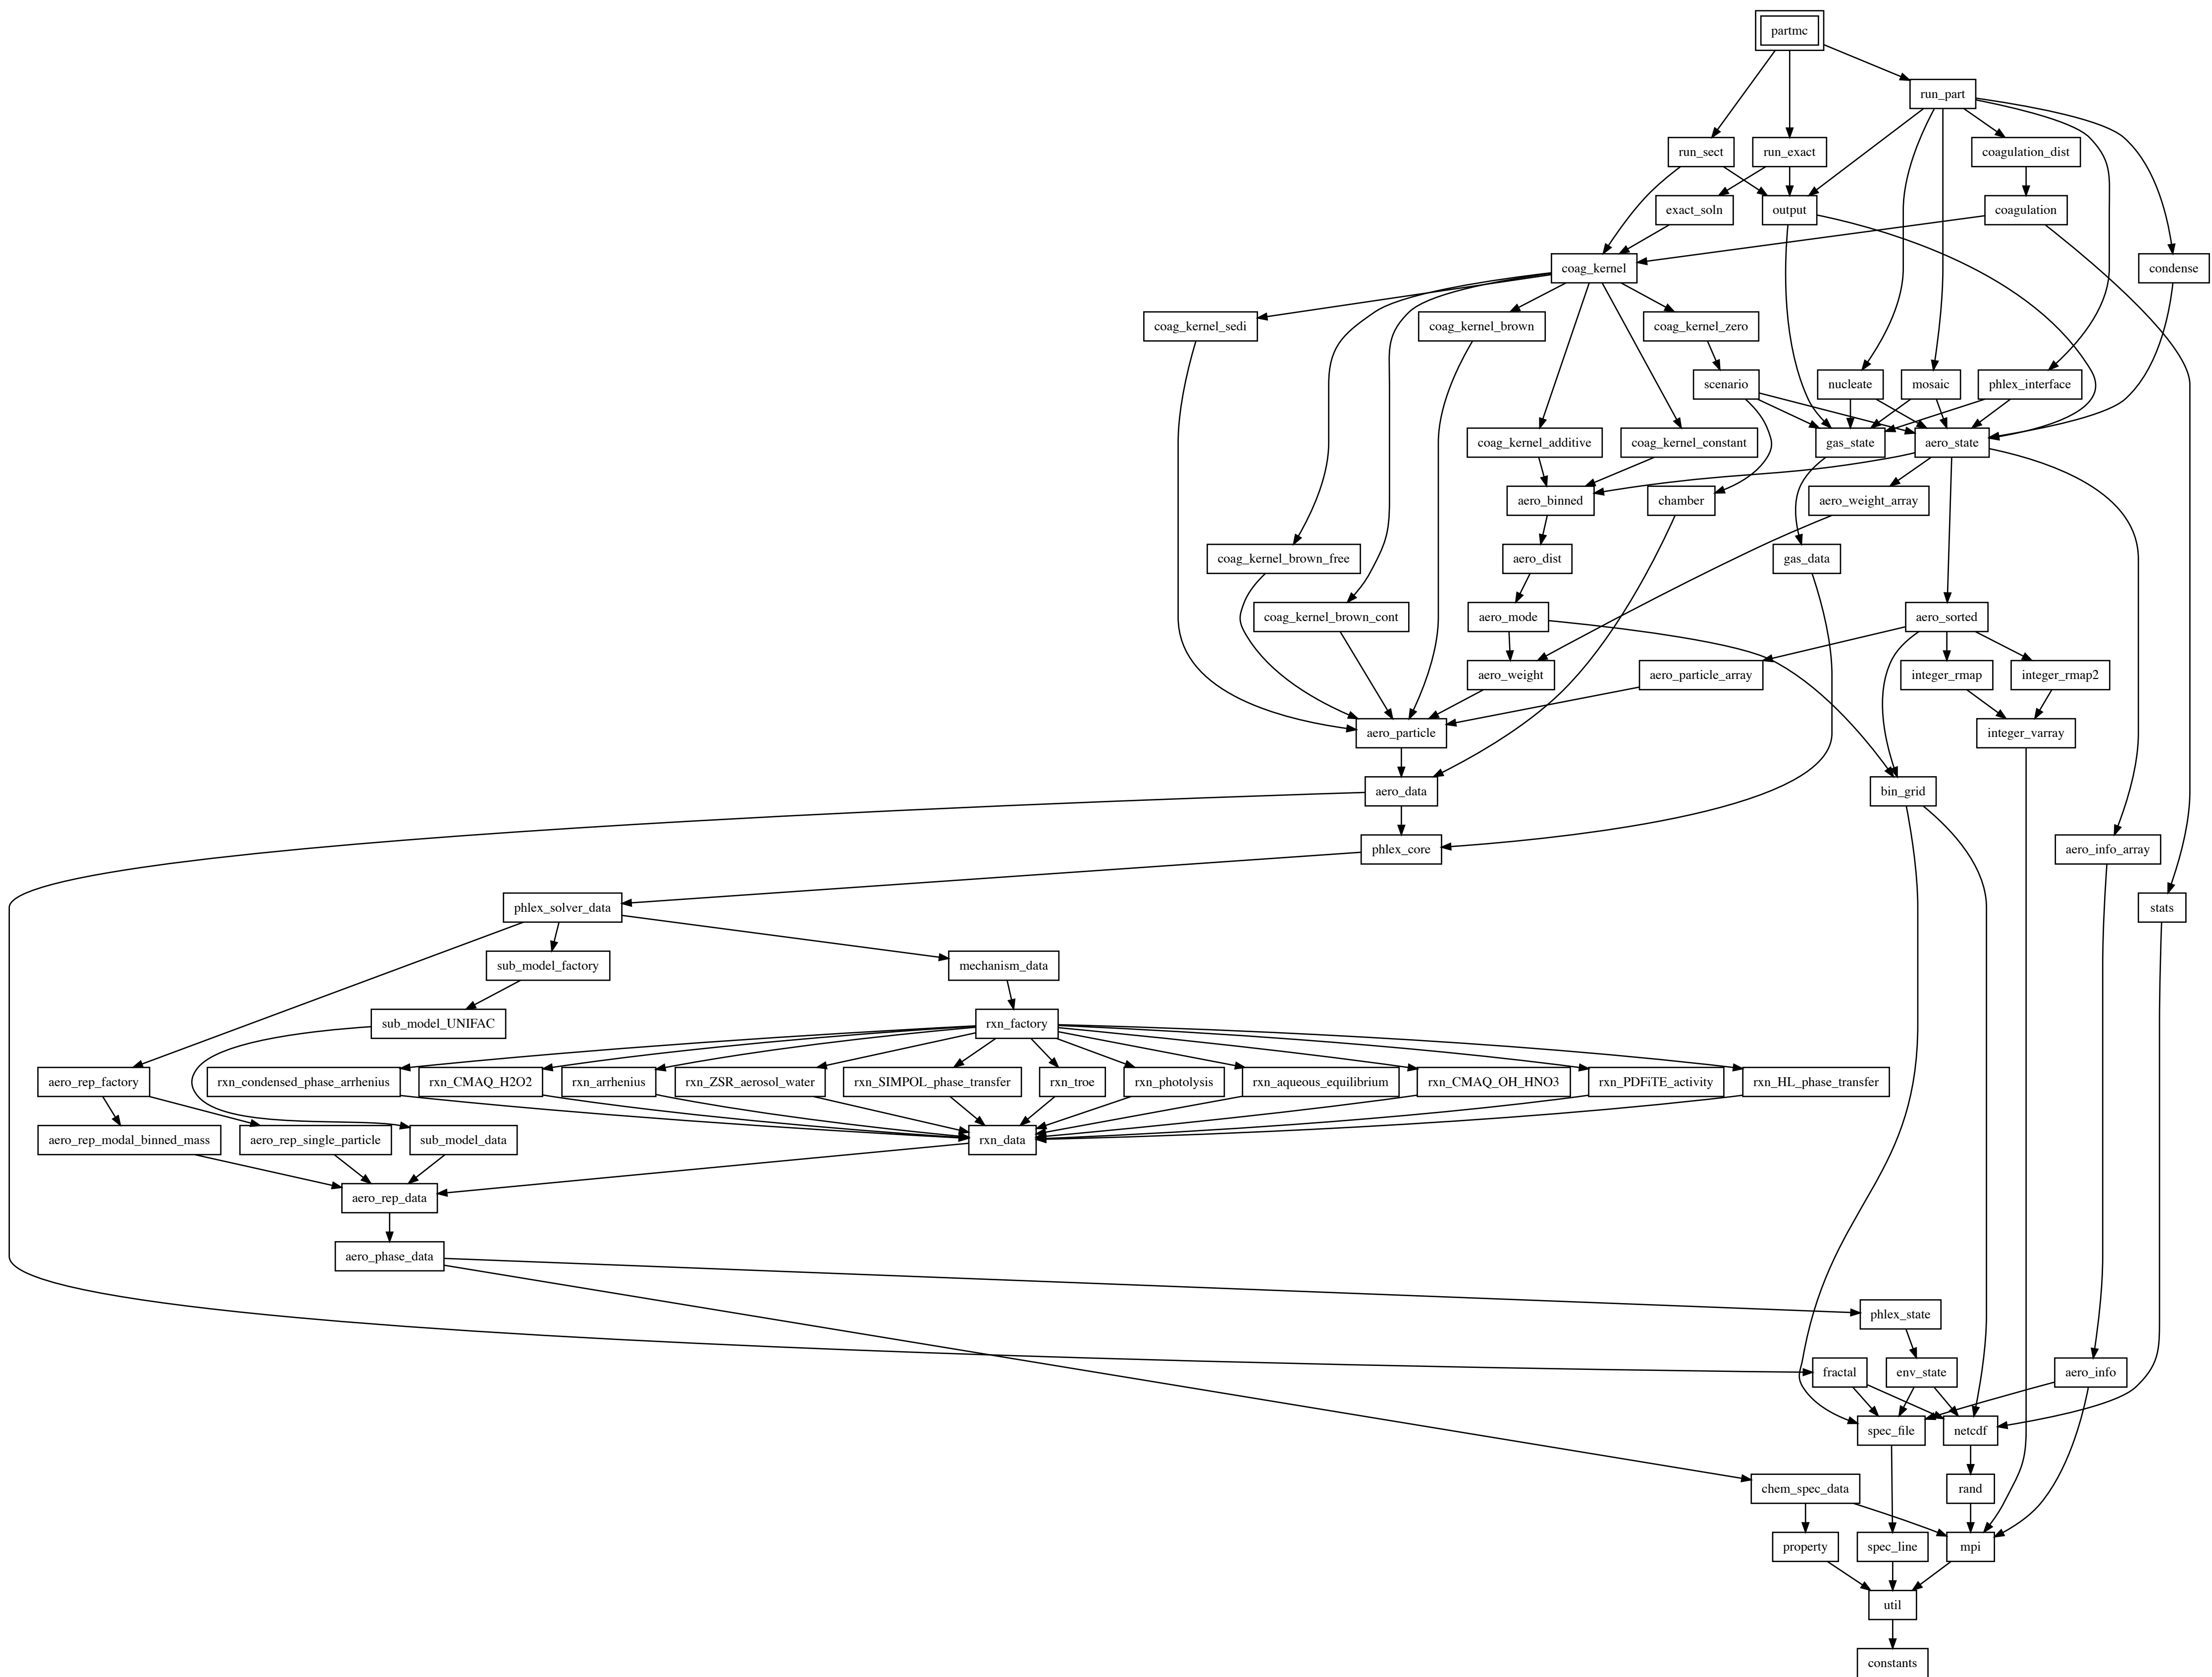 partmc
run_part
run_sect
run_exact
coagulation_dist
exact_soln
output
coagulation
coag_kernel
condense
coag_kernel_sedi
coag_kernel_brown
coag_kernel_zero
scenario
nucleate
mosaic
phlex_interface
coag_kernel_additive
coag_kernel_constant
gas_state
aero_state
aero_binned
chamber
aero_weight_array
coag_kernel_brown_free
aero_dist
gas_data
coag_kernel_brown_cont
aero_mode
aero_sorted
aero_weight
aero_particle_array
integer_rmap
integer_rmap2
aero_particle
integer_varray
aero_data
bin_grid
phlex_core
aero_info_array
phlex_solver_data
stats
sub_model_factory
mechanism_data
sub_model_UNIFAC
rxn_factory
aero_rep_factory
rxn_condensed_phase_arrhenius
rxn_CMAQ_H2O2
rxn_arrhenius
rxn_ZSR_aerosol_water
rxn_SIMPOL_phase_transfer
rxn_troe
rxn_photolysis
rxn_aqueous_equilibrium
rxn_CMAQ_OH_HNO3
rxn_PDFiTE_activity
rxn_HL_phase_transfer
aero_rep_modal_binned_mass
aero_rep_single_particle
sub_model_data
rxn_data
aero_rep_data
aero_phase_data
phlex_state
fractal
env_state
aero_info
spec_file
netcdf
chem_spec_data
rand
property
spec_line
mpi
util
constants